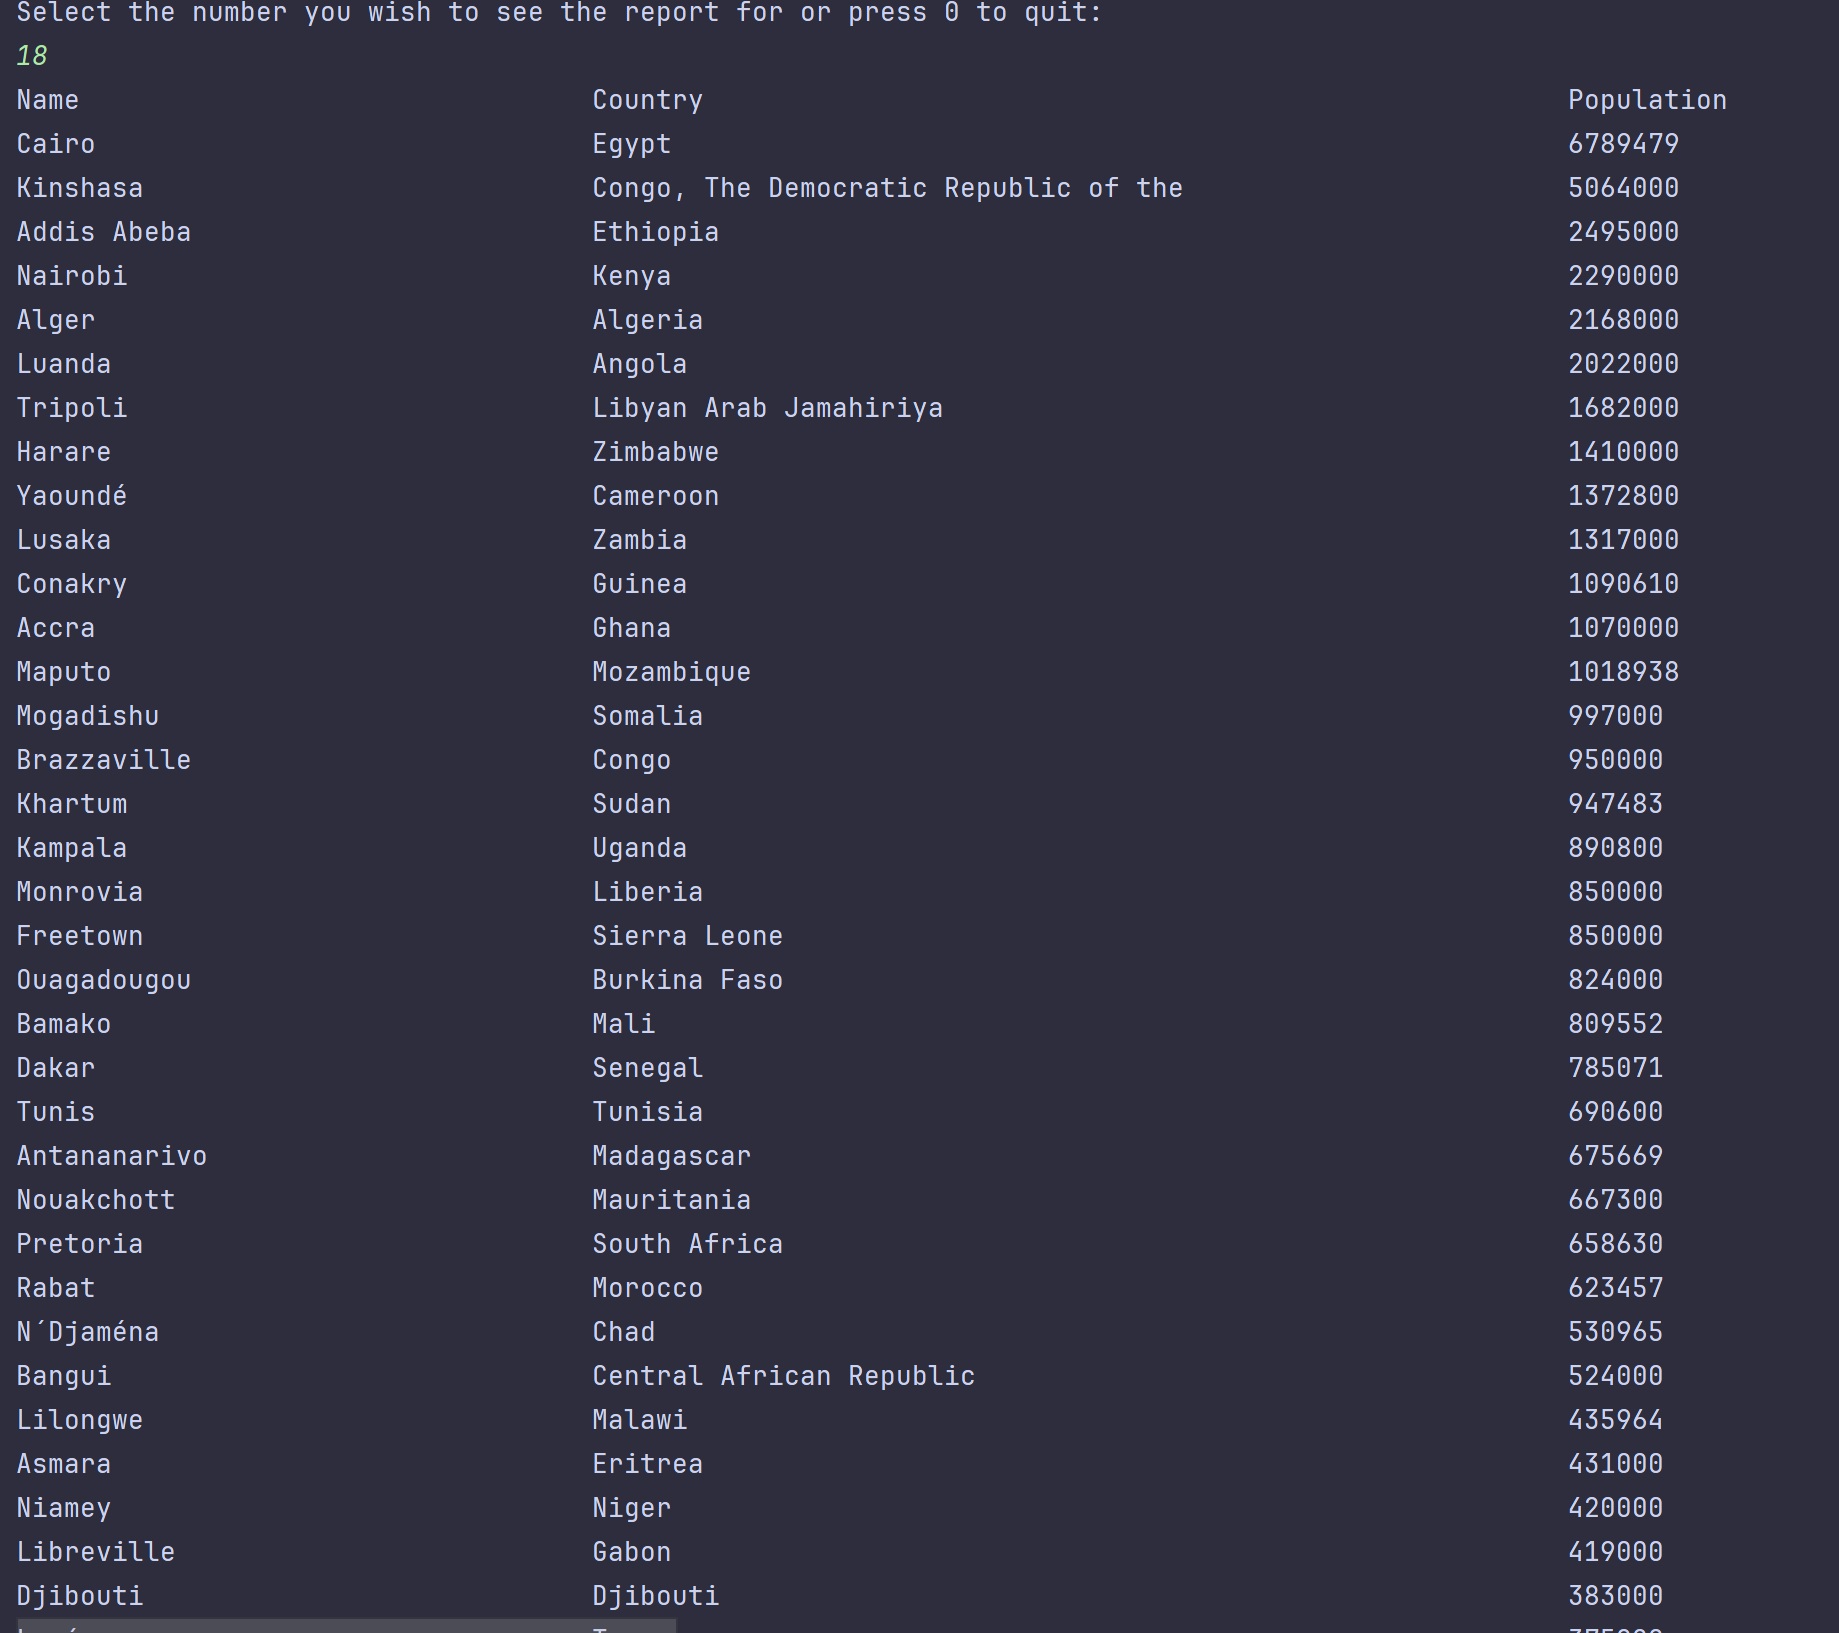 Select the number you wish to see the report for or press 0 to quit:
18
Name Country Population
Cairo Egypt 6789479
Kinshasa Congo, The Democratic Republic of the 5064000
Addis Abeba Ethiopia 2495000
Nairobi Kenya 2290000
Alger Algeria 2168000
Luanda Angola 2022000
Tripoli Libyan Arab Jamahiriya 1682000
Harare Zimbabwe 1410000
Yaoundé Cameroon 1372800
Lusaka Zambia 1317000
Conakry Guinea 1090610
Accra Ghana 1070000
Maputo Mozambique 1018938
Mogadishu Somalia 997000
Brazzaville Congo 950000
Khartum Sudan 947483
Kampala Uganda 890800
Monrovia Liberia 850000
Freetown Sierra Leone 850000
Ouagadougou Burkina Faso 824000
Bamako Mali 809552
Dakar Senegal 785071
Tunis Tunisia 690600
Antananarivo Madagascar 675669
Nouakchott Mauritania 667300
Pretoria South Africa 658630
Rabat Morocco 623457
N´Djaména Chad 530965
Bangui Central African Republic 524000
Lilongwe Malawi 435964
Asmara Eritrea 431000
Niamey Niger 420000
Libreville Gabon 419000
Djibouti Djibouti 383000